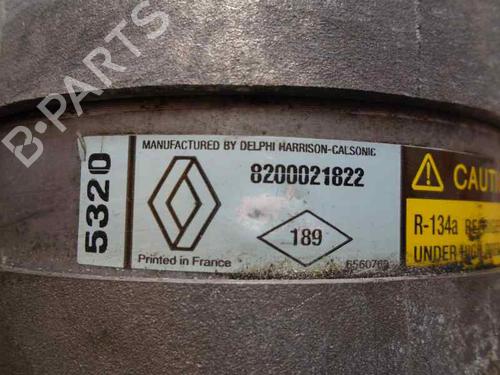 B-PARTS
5320
MANUFACTURED BY DELPHI HARRISON-CALSONIC
8200021822
189
Printed in France
CAUTI
R-134a
UNDER